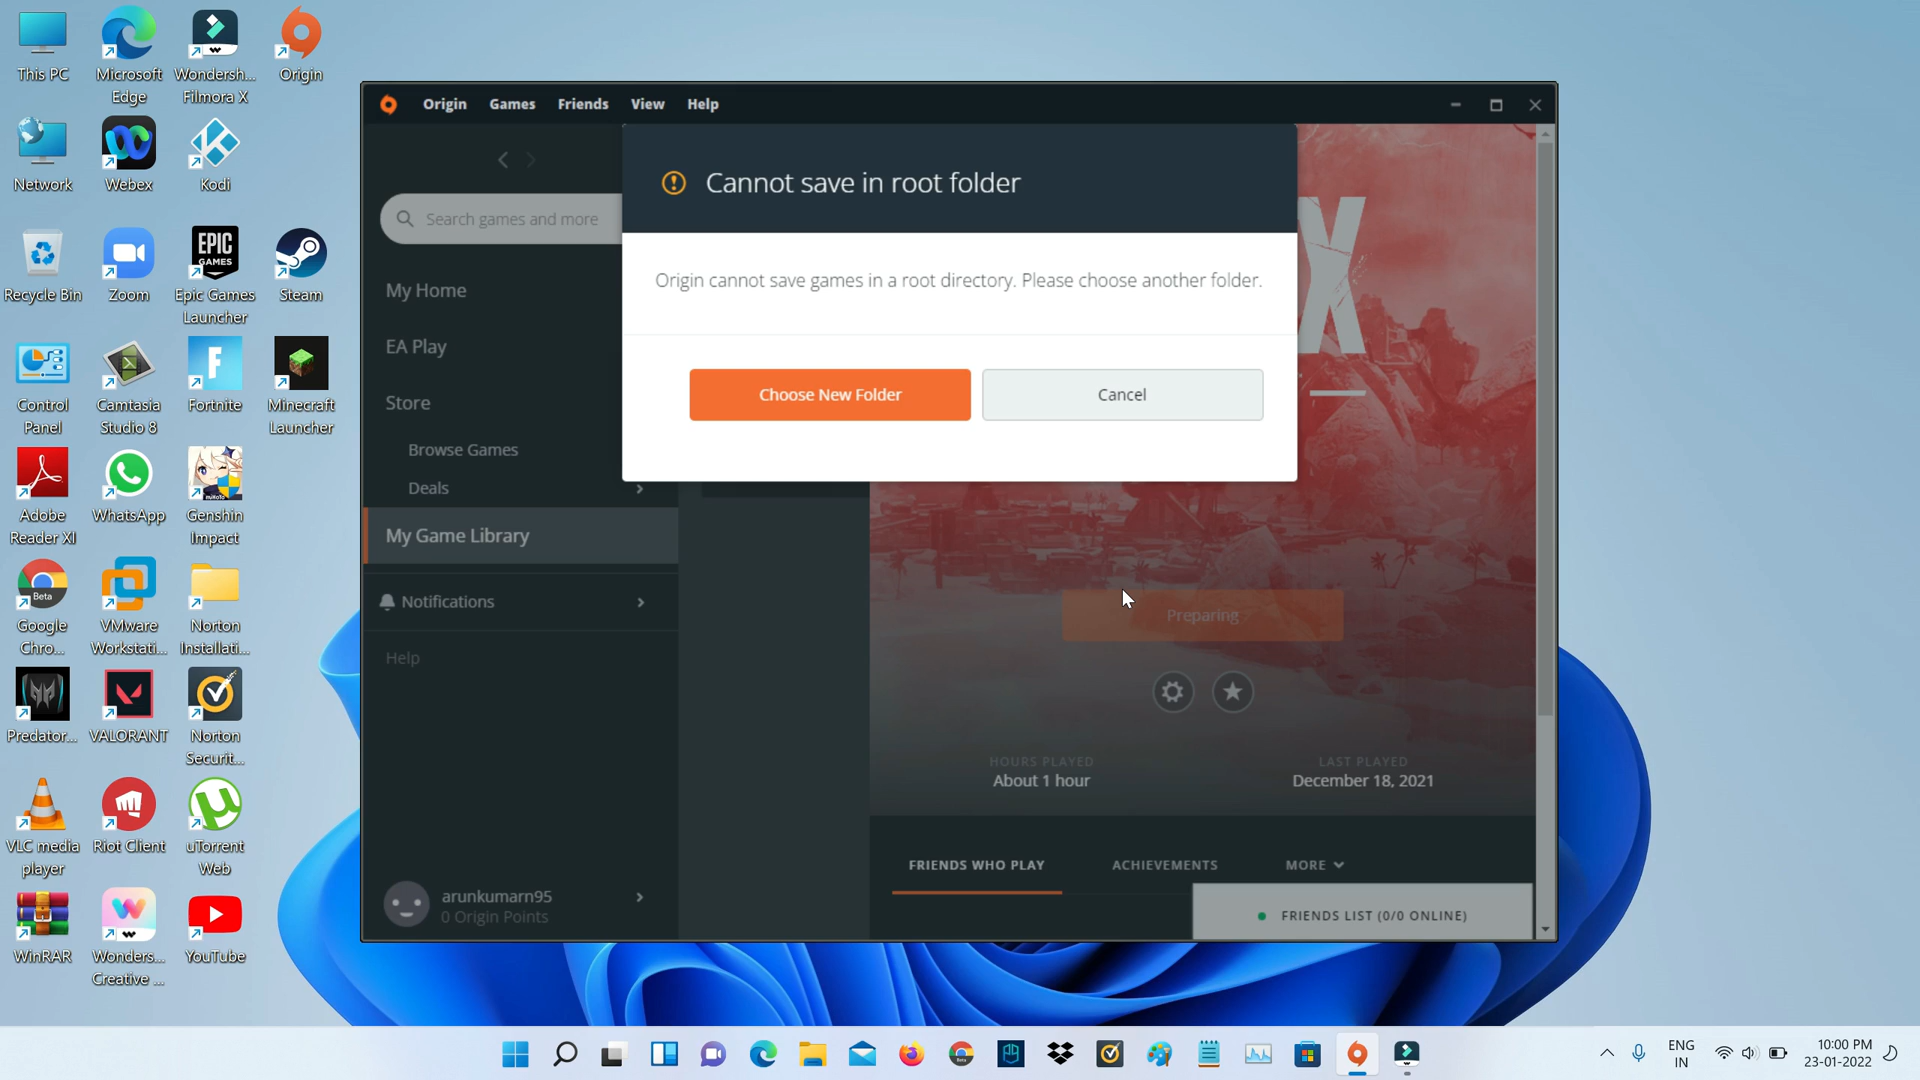 This PC
Microsoft
Edge
Wondersh...
Filmora X
Origin
Network
Webex
Kodi
Recycle Bin
Zoom
EPIC
GAMES
Epic Games
Launcher
Steam
Control
Panel
Camtasia
Studio 8
Fortnite
Minecraft
Launcher
Adobe
Reader XI
WhatsApp
Genshin
Impact
Beta
Google
Chro...
VMware
Workstati...
Norton
Installati...
Predator...
VALORANT
Norton
Securit...
VLC media
player
Riot Client
uTorrent
Web
WinRAR
Wonders...
Creative ...
YouTube
Origin Games Friends View Help
Search games and more
My Home
EA Play
Store
Browse Games
Deals
My Game Library
Notifications
Help
arunkumarn95
0 Origin Points
Cannot save in root folder
Origin cannot save games in a root directory. Please choose another folder.
Choose New Folder
Cancel
X
Preparing
HOURS PLAYED
About 1 hour
LAST PLAYED
December 18, 2021
FRIENDS WHO PLAY
ACHIEVEMENTS
MORE
FRIENDS LIST (0/0 ONLINE)
ENG
IN
10:00 PM
23-01-2022